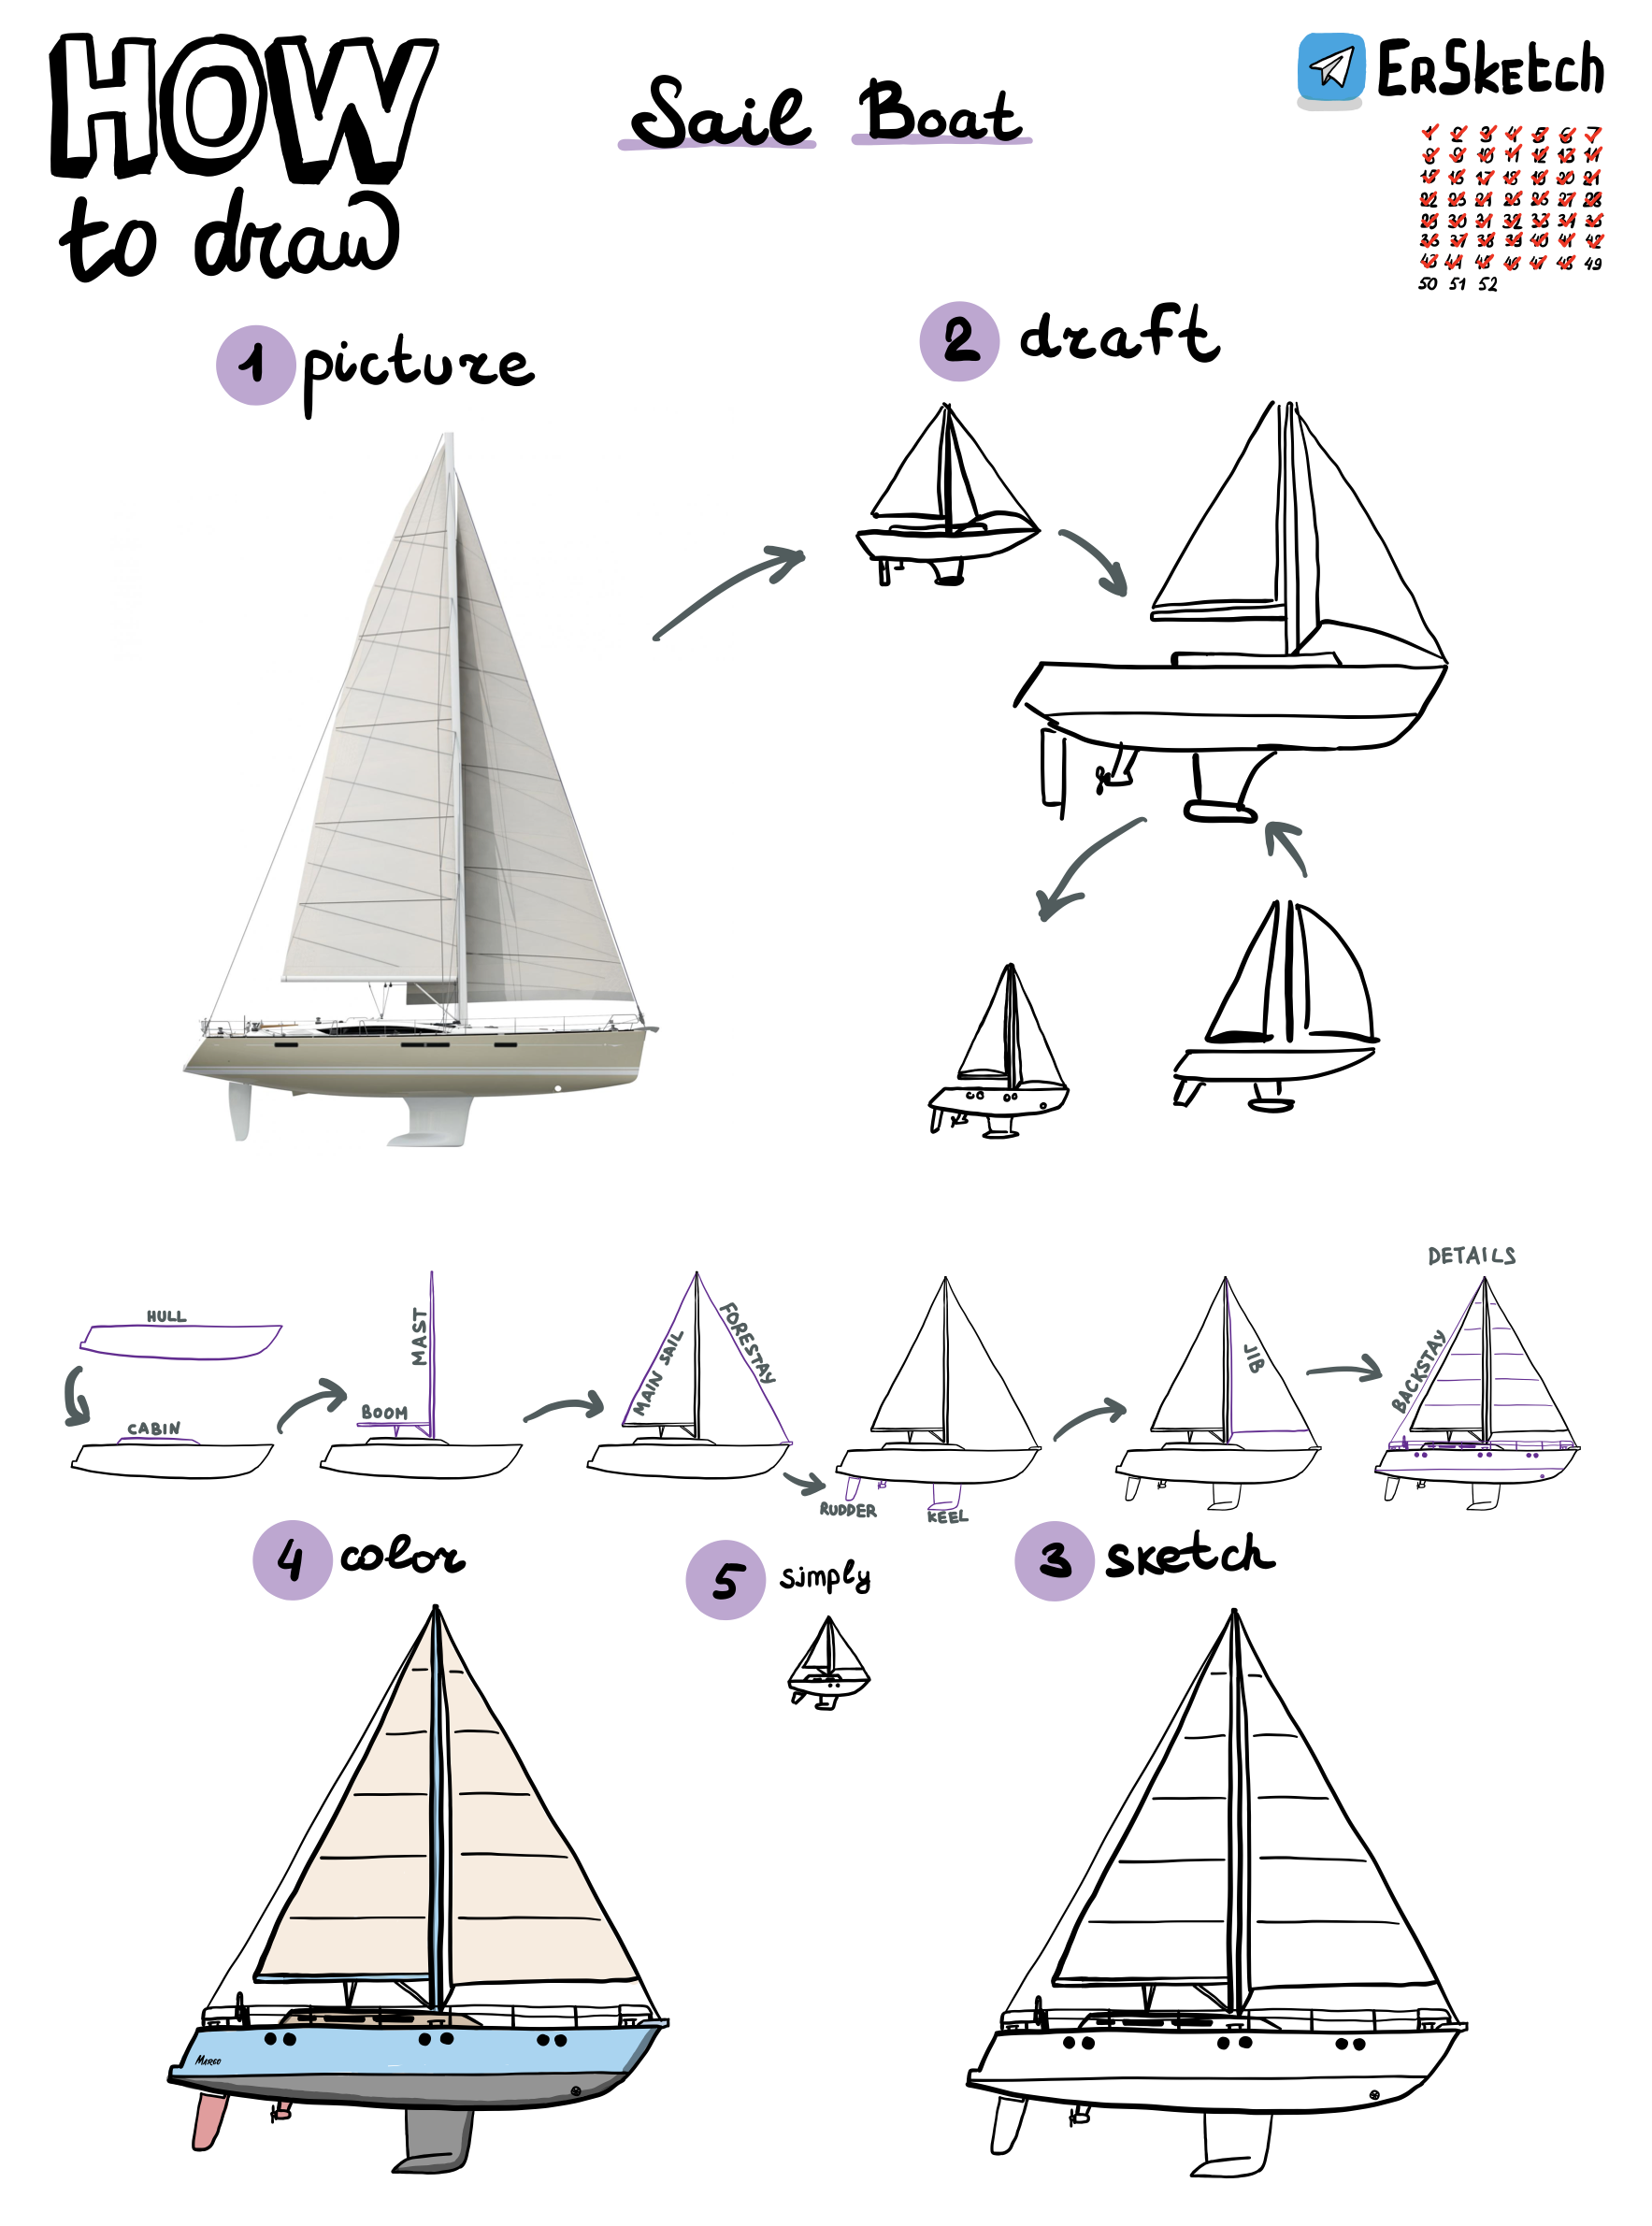 HOW
to draw
Sail Boat
ErSketch
1 2 3 4 5 6 7
8 9 10 11 12 13 14
15 16 17 18 19 20 21
22 23 24 25 26 27 28
29 30 31 32 33 34 35
36 37 38 39 40 41 42
43 44 45 46 47 48 49
50 51 52
1 picture
2 draft
HULL
CABIN
MAST
BOOM
MAIN SAIL
FORESTAY
RUDDER
KEEL
JIB
DETAILS
BACKSTAY
4 color
5 simply
3 sketch
Margo